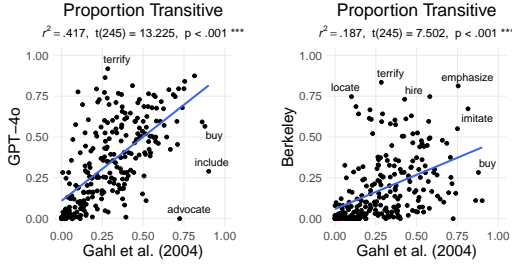 Proportion Transitive
r² = .417, t(245) = 13.225, p < .001 ***
1.00
0.75
0.50
0.25
0.00
GPT−4o
terrify
buy
include
advocate
0.00 0.25 0.50 0.75 1.00
Gahl et al. (2004)
Proportion Transitive
r² = .187, t(245) = 7.502, p < .001 ***
1.00
0.75
0.50
0.25
0.00
Berkeley
terrify
emphasize
locate
hire
imitate
buy
0.00 0.25 0.50 0.75 1.00
Gahl et al. (2004)